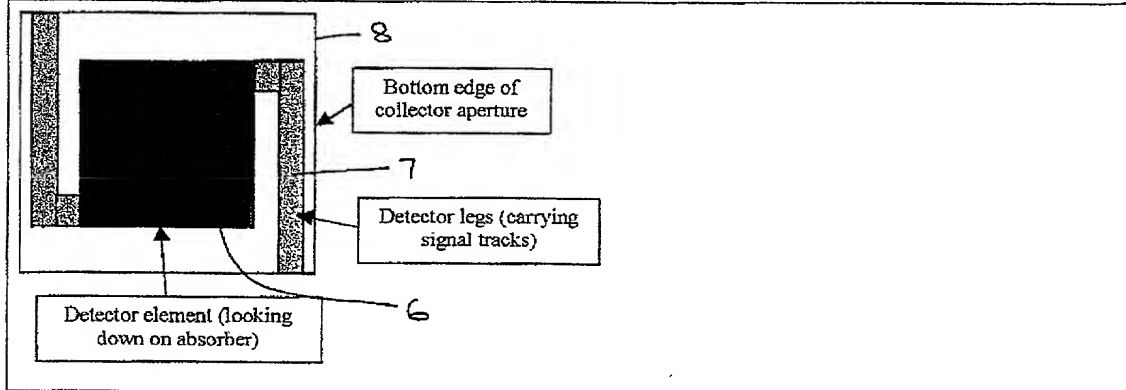 8
Bottom edge of
collector aperture
7
Detector legs (carrying
signal tracks)
6
Detector element (looking
down on absorber)